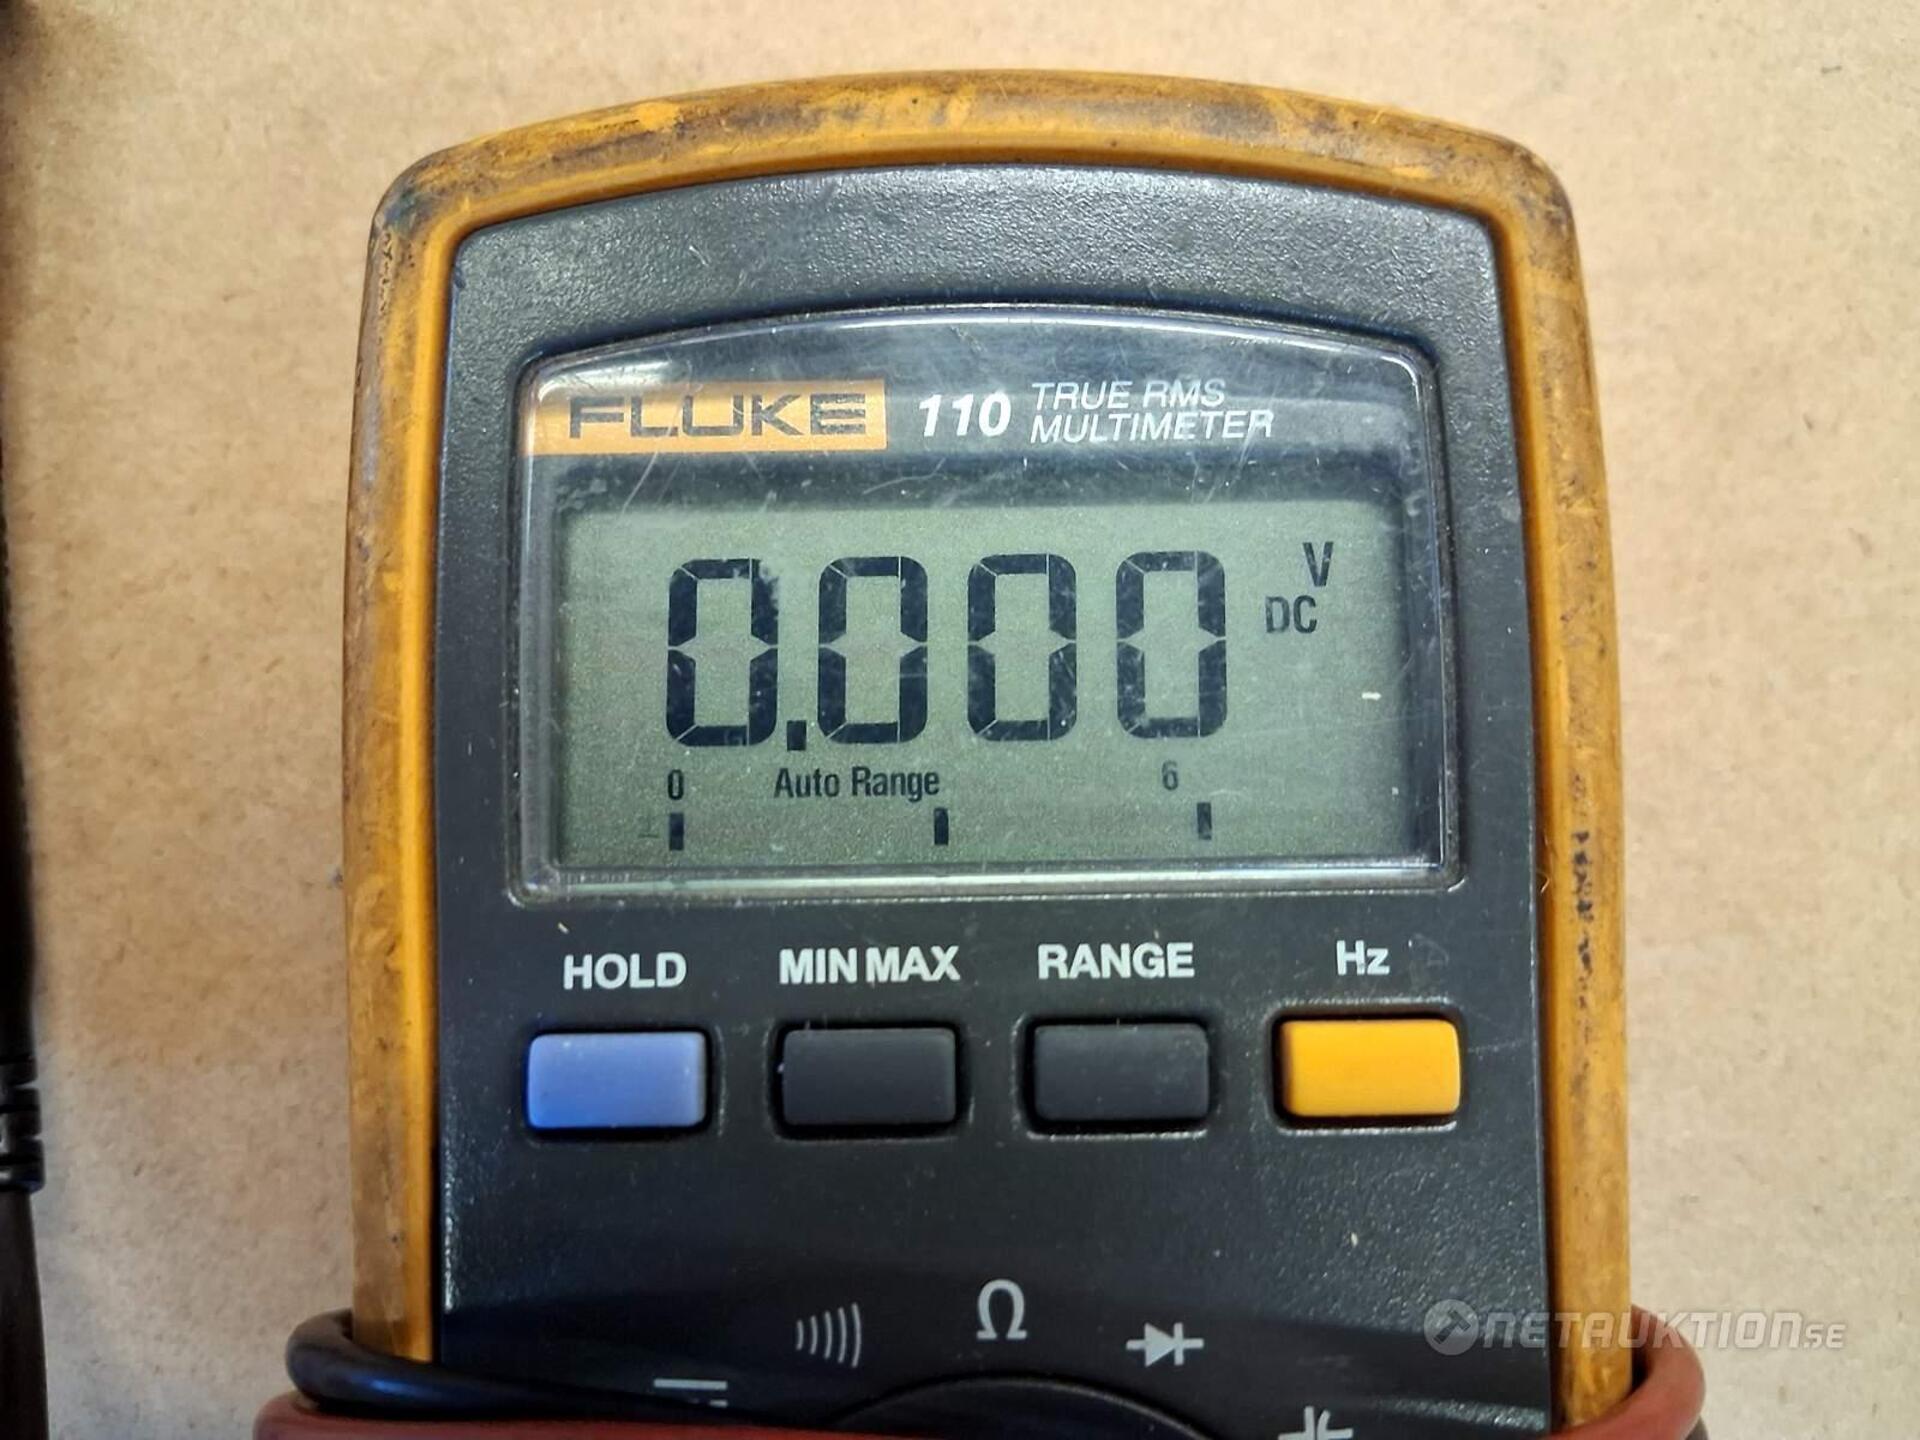 FLUKE 110 TRUE RMS
MULTIMETER
0.000 V
DC
0 Auto Range 6
±
HOLD MIN MAX RANGE Hz
Ω
NETAUKTION.SE